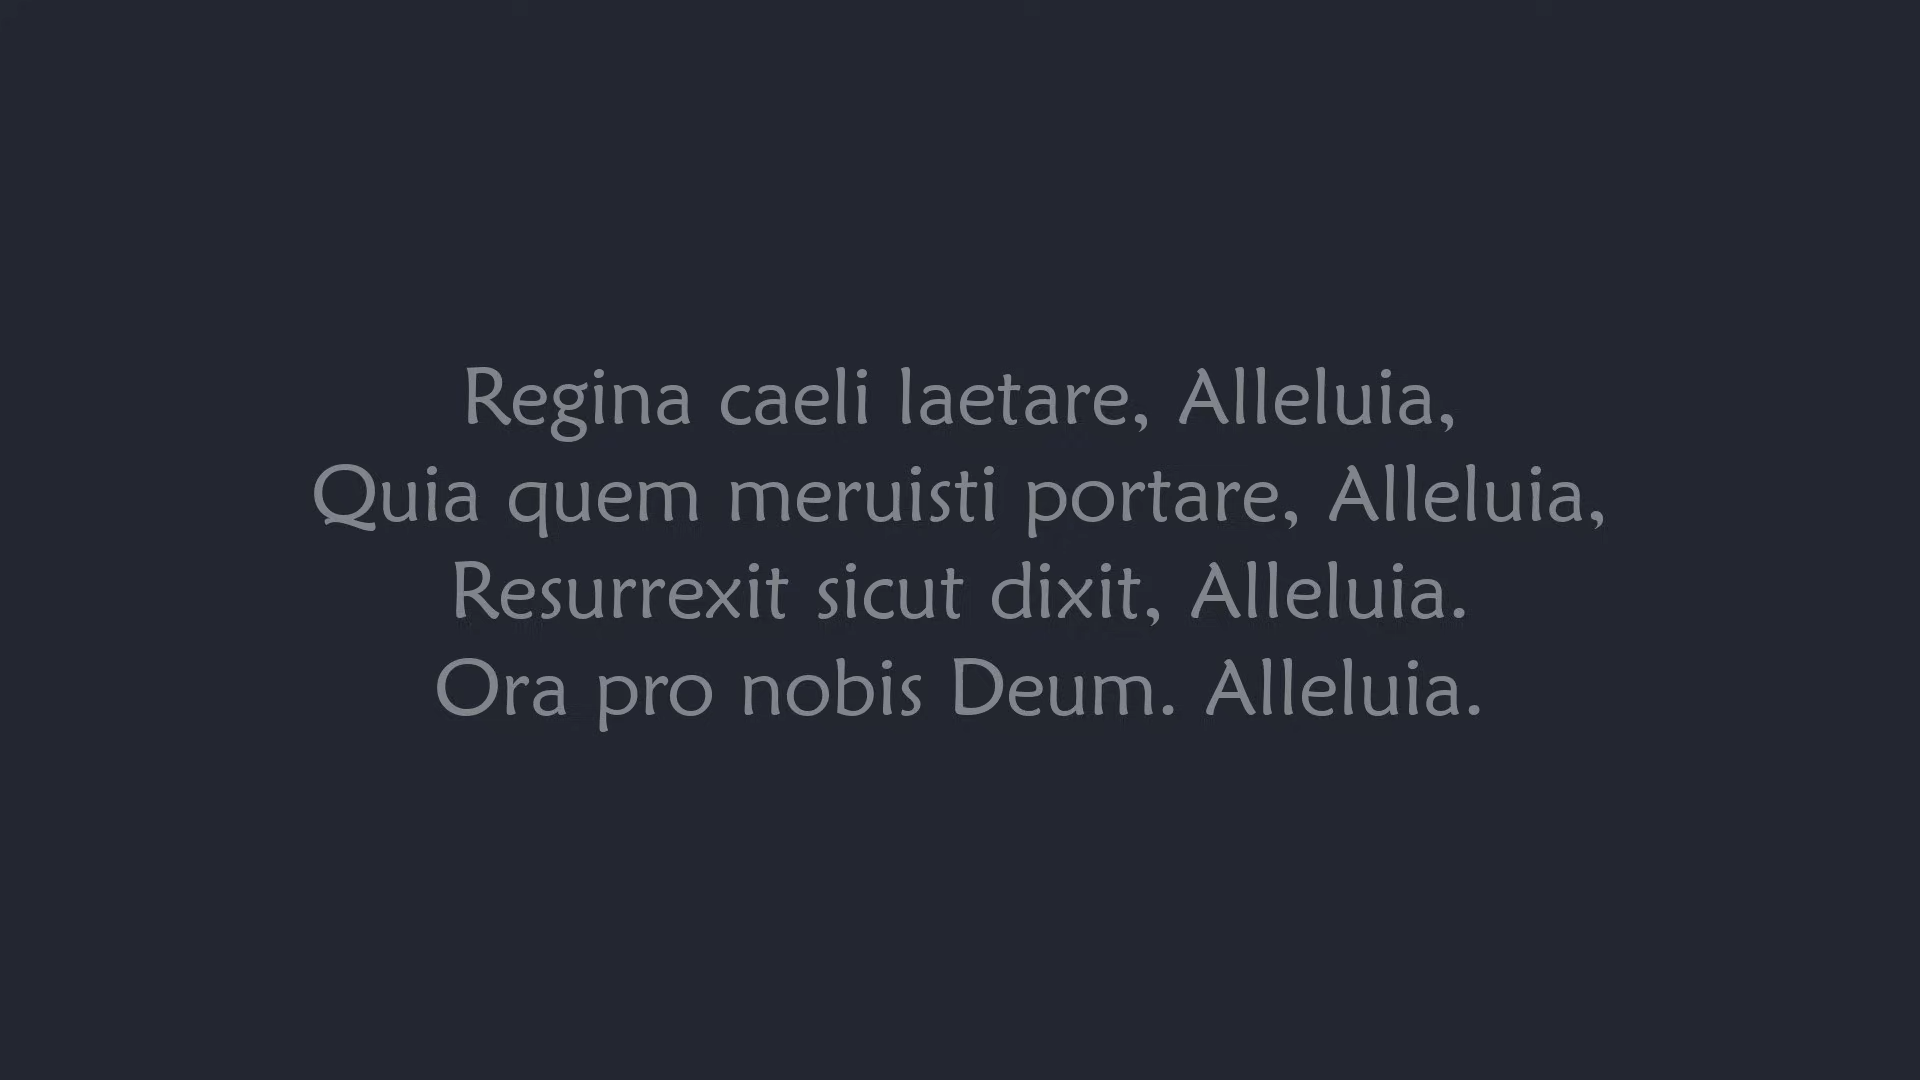 Regina caeli laetare, Alleluia,
Quia quem meruisti portare, Alleluia,
Resurrexit sicut dixit, Alleluia.
Ora pro nobis Deum. Alleluia.